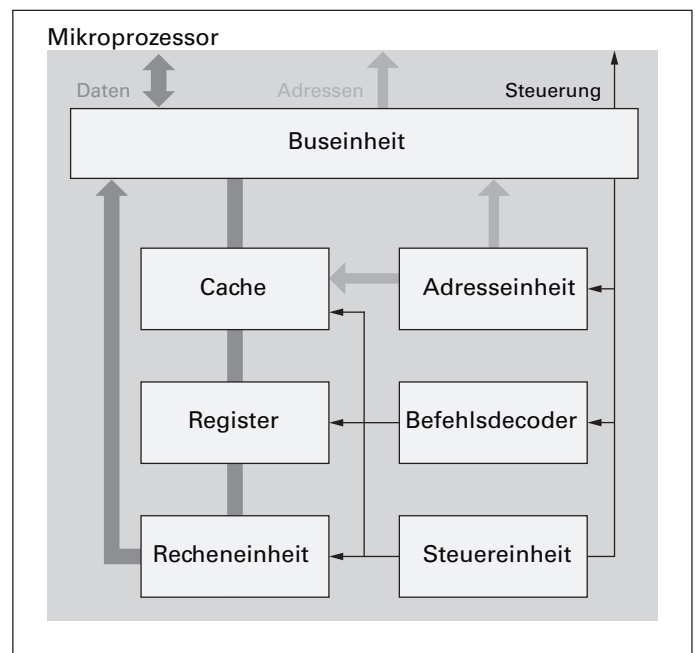 Mikroprozessor
Daten
Adressen
Steuerung
Buseinheit
Cache
Adresseinheit
Register
Befehlsdecoder
Recheneinheit
Steuereinheit